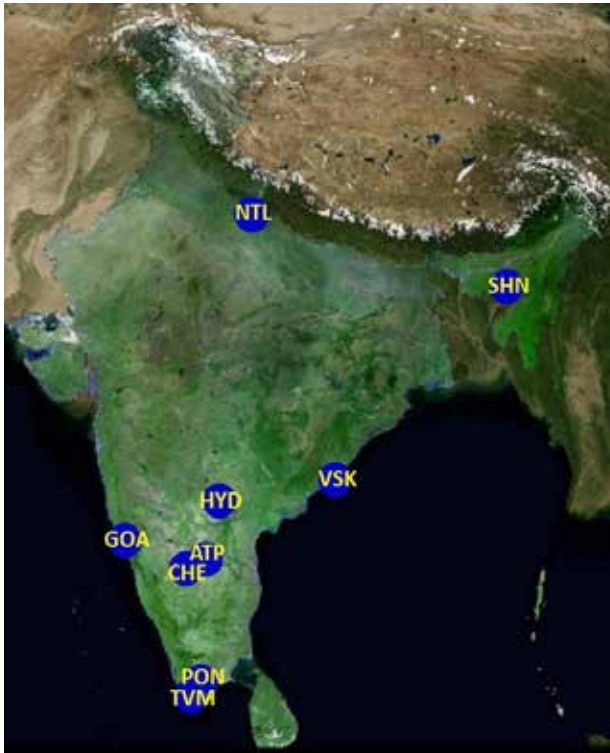 NTL
SHN
VSK
HYD
GOA
ATP
CHE
PON
TVM